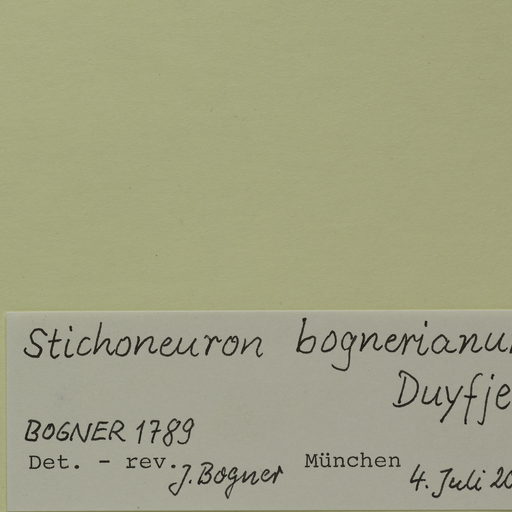 Stichoneuron bognerianu
Duyfje
BOGNER 1789
Det. - rev. J. Bogner München 4. Juli 20